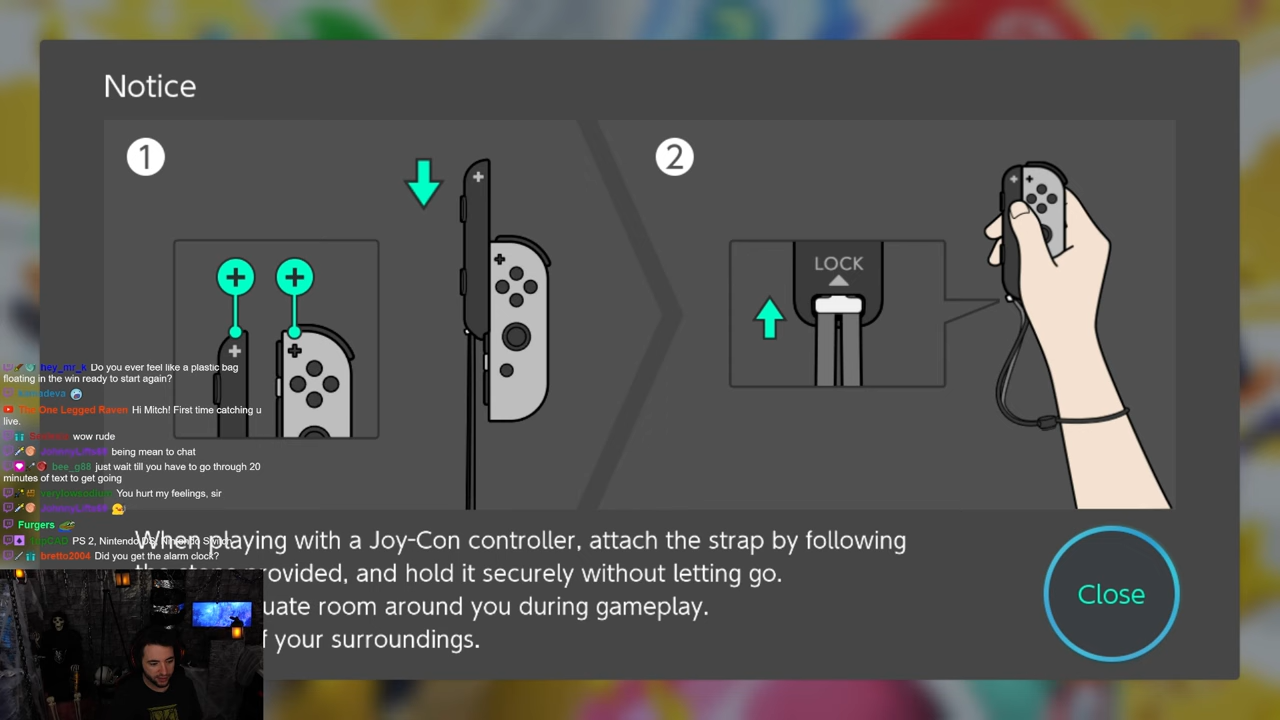 Notice
1
2
LOCK
hey_mr_k Do you ever feel like a plastic bag
floating in the win ready to start again?
The One Legged Raven Hi Mitch! First time catching u
live.
wow rude
being mean to chat
bee_g88 just wait till you have to go through 20
minutes of text to get going
You hurt my feelings, sir
Furgers
PS 2, Nintendo DS, Nintendo Switch
bretto2004 Did you get the alarm clock?
When playing with a Joy-Con controller, attach the strap by following
provided, and hold it securely without letting go.
room around you during gameplay.
your surroundings.
Close